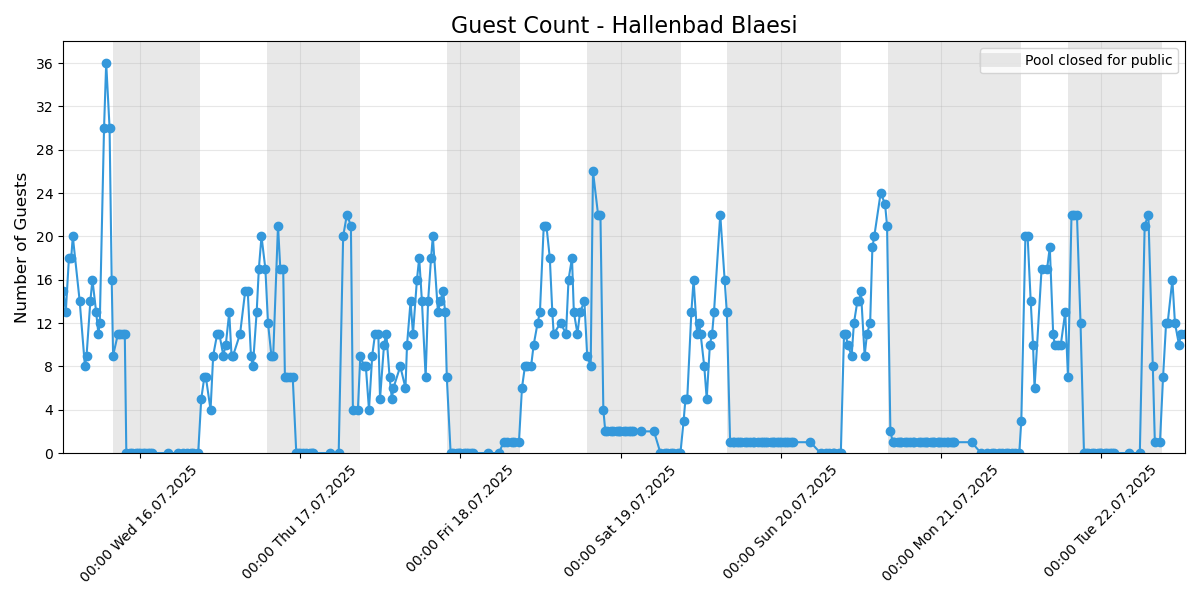 Guest Count - Hallenbad Blaesi
Pool closed for public
Number of Guests
36
32
28
24
20
16
12
8
4
0
00:00 Wed 16.07.2025
00:00 Thu 17.07.2025
00:00 Fri 18.07.2025
00:00 Sat 19.07.2025
00:00 Sun 20.07.2025
00:00 Mon 21.07.2025
00:00 Tue 22.07.2025